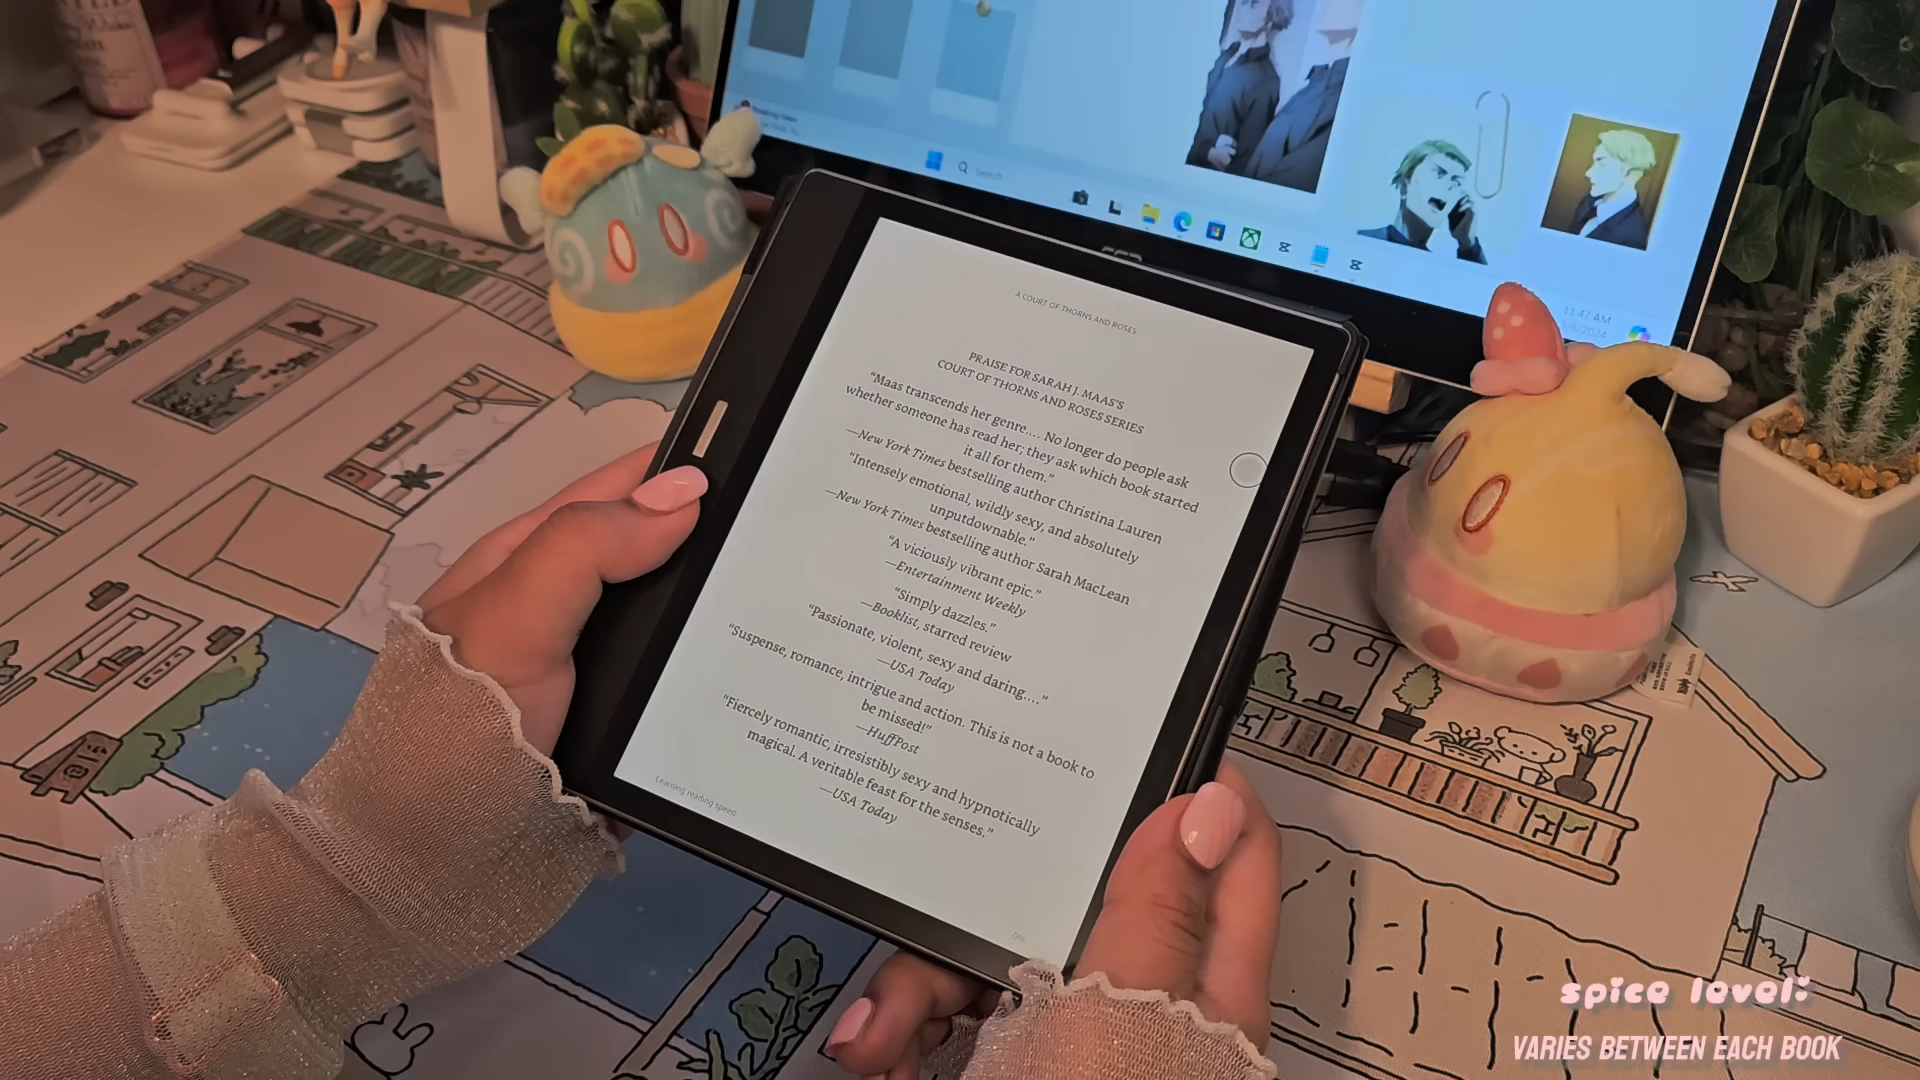 A COURT OF THORNS AND ROSES
PRAISE FOR SARAH J. MAAS'S
COURT OF THORNS AND ROSES SERIES
“Maas transcends her genre.... No longer do people ask
whether someone has read her; they ask which book started
it all for them.”
—New York Times bestselling author Christina Lauren
“Intensely emotional, wildly sexy, and absolutely
unputdownable.”
—New York Times bestselling author Sarah MacLean
“A viciously vibrant epic.”
—Entertainment Weekly
“Simply dazzles.”
—Booklist, starred review
“Passionate, violent, sexy and daring....”
—USA Today
“Suspense, romance, intrigue and action. This is not a book to
be missed!”
—HuffPost
“Fiercely romantic, irresistibly sexy and hypnotically
magical. A veritable feast for the senses.”
—USA Today
Learning reading speed
0%
Search
11:47 AM
spice level:
VARIES BETWEEN EACH BOOK